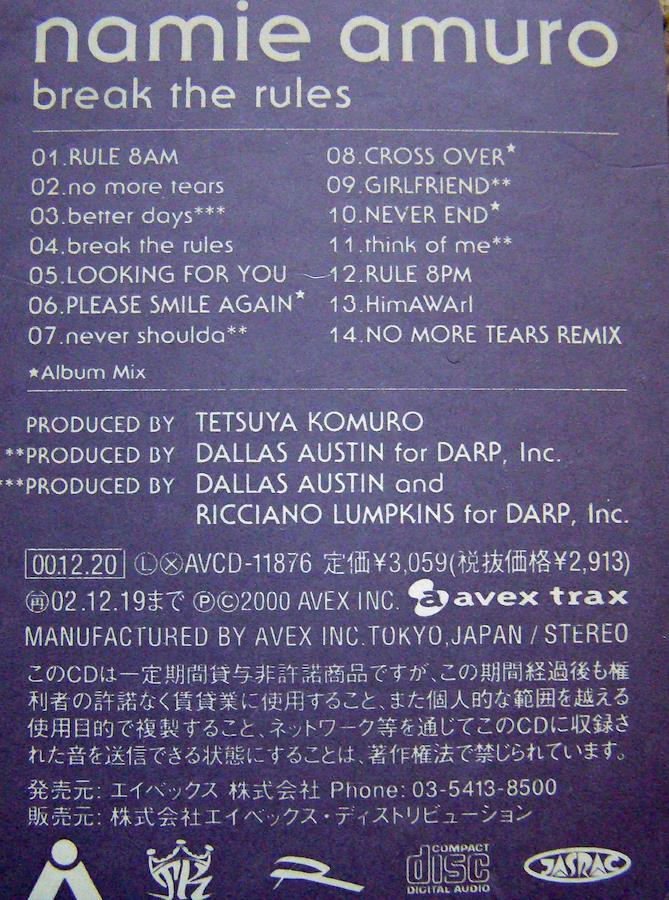 namie amuro
break the rules
01.RULE 8AM
02.no more tears
03.better days***
04.break the rules
05.LOOKING FOR YOU
06.PLEASE SMILE AGAIN★
07.never shoulda**
08.CROSS OVER★
09.GIRLFRIEND**
10.NEVER END★
11.think of me**
12.RULE 8PM
13.HimAWArI
14.NO MORE TEARS REMIX
★Album Mix
PRODUCED BY TETSUYA KOMURO
**PRODUCED BY DALLAS AUSTIN for DARP, Inc.
***PRODUCED BY DALLAS AUSTIN and
RICCIANO LUMPKINS for DARP, Inc.
00.12.20 ⓁⓍAVCD-11876 定価¥3,059(税抜価格¥2,913)
再02.12.19まで ⓅⒸ2000 AVEX INC. a avex trax
MANUFACTURED BY AVEX INC.TOKYO,JAPAN / STEREO
このCDは一定期間貸与非許諾商品ですが、この期間経過後も権
利者の許諾なく賃貸業に使用すること、また個人的な範囲を越える
使用目的で複製すること、ネットワーク等を通じてこのCDに収録さ
れた音を送信できる状態にすることは、著作権法で禁じられています。
発売元: エイベックス 株式会社 Phone: 03-5413-8500
販売元: 株式会社エイベックス・ディストリビューション
TK
R
COMPACT
disc
DIGITAL AUDIO
JASRAC